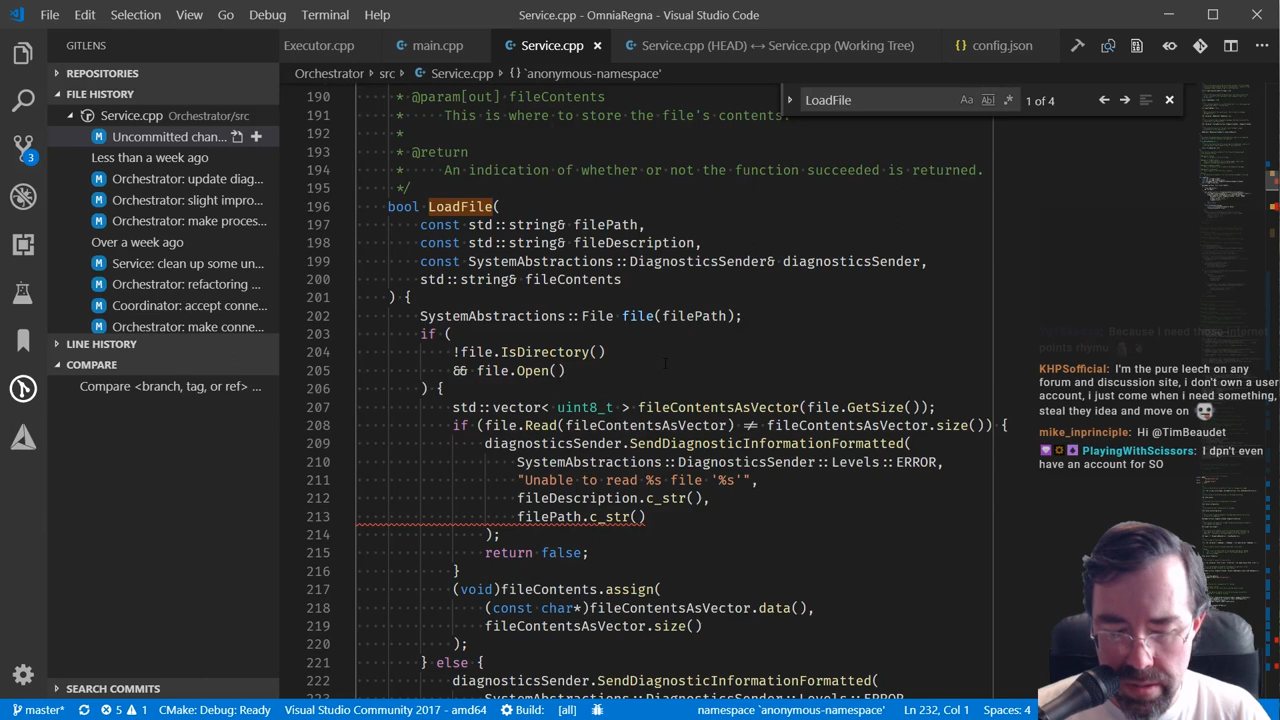 File Edit Selection View Go Debug Terminal Help
Service.cpp - OmniaRegna - Visual Studio Code
GITLENS
Executor.cpp main.cpp Service.cpp Service.cpp (HEAD) ↔ Service.cpp (Working Tree) config.json
REPOSITORIES
FILE HISTORY
Service.cpp Orchestrator/src
M Uncommitted chan...
Less than a week ago
M Orchestrator: update diag...
M Orchestrator: slight impro...
M Orchestrator: make proces...
Over a week ago
M Service: clean up some un...
M Orchestrator: refactoring ...
M Coordinator: accept conne...
M Orchestrator: make conne...
LINE HISTORY
COMPARE
Compare <branch, tag, or ref> ...
SEARCH COMMITS
3
Orchestrator › src › Service.cpp › {} `anonymous-namespace'
LoadFile Aa Abl .* 1 of 4
190 * @param[out] fileContents
191 * This is where to store the file's contents.
192 *
193 * @return
194 * An indication of whether or not the function succeeded is returned.
195 */
196 bool LoadFile(
197 const std::string& filePath,
198 const std::string& fileDescription,
199 const SystemAbstractions::DiagnosticsSender& diagnosticsSender,
200 std::string& fileContents
201 ) {
202 SystemAbstractions::File file(filePath);
203 if (
204 !file.IsDirectory()
205 && file.Open()
206 ) {
207 std::vector< uint8_t > fileContentsAsVector(file.GetSize());
208 if (file.Read(fileContentsAsVector) ≠ fileContentsAsVector.size()) {
209 diagnosticsSender.SendDiagnosticInformationFormatted(
210 SystemAbstractions::DiagnosticsSender::Levels::ERROR,
211 "Unable to read %s file '%s'",
212 fileDescription.c_str(),
213 filePath.c_str()
214 );
215 return false;
216 }
217 (void)fileContents.assign(
218 (const char*)fileContentsAsVector.data(),
219 fileContentsAsVector.size()
220 );
221 } else {
222 diagnosticsSender.SendDiagnosticInformationFormatted(
223 SystemAbstractions::DiagnosticsSender::Levels::ERROR,
Because I need those internet
points rhymu
KHPSofficial: I'm the pure leech on any
forum and discussion site, i don't own a user
account, i just come when i need something,
steal they idea and move on
mike_inprinciple: Hi @TimBeaudet
PlayingWithScissors: I dpn't even
have an account for SO
master* 5 1 CMake: Debug: Ready Visual Studio Community 2017 - amd64 Build: [all] namespace `anonymous-namespace' Ln 232, Col 1 Spaces: 4